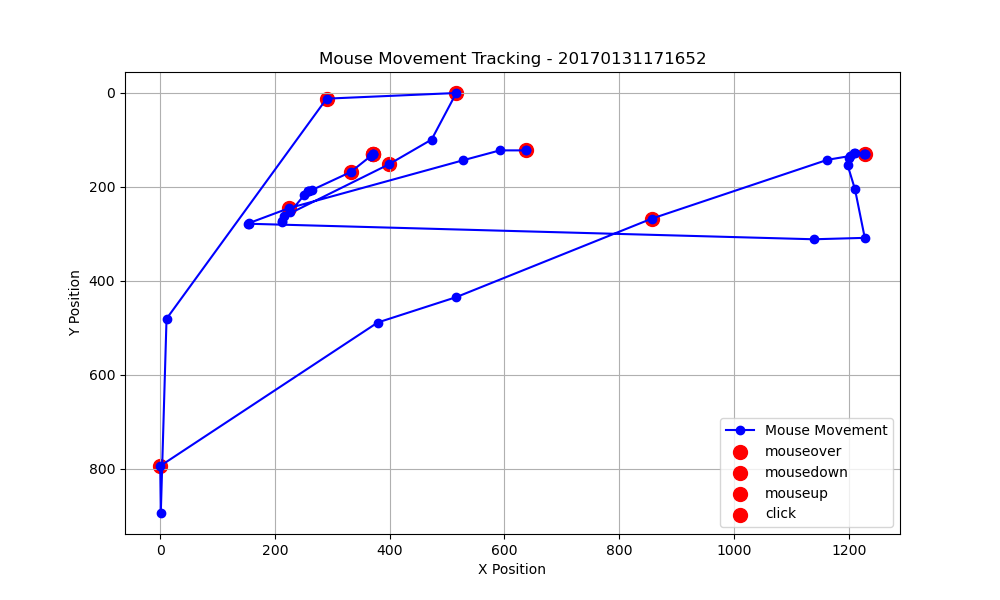 Mouse Movement Tracking - 20170131171652
Y Position
0
200
400
600
800
0 200 400 600 800 1000 1200
X Position
Mouse Movement
mouseover
mousedown
mouseup
click